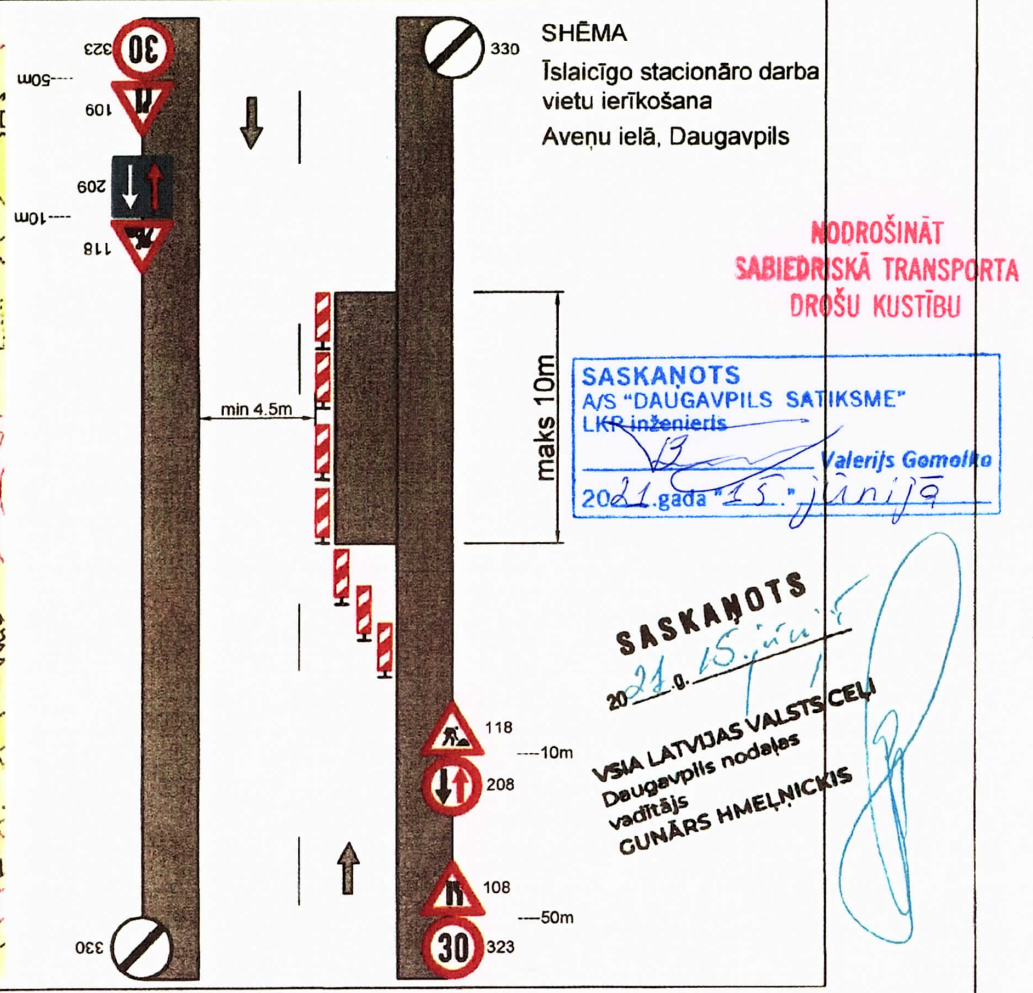 SHĒMA
Īslaicīgo stacionāro darba
vietu ierīkošana
Aveņu ielā, Daugavpils
323
30
50m
109
209
10m
118
330
NODROŠINĀT
SABIEDRISKĀ TRANSPORTA
DROŠU KUSTĪBU
min 4.5m
maks 10m
SASKAŅOTS
A/S "DAUGAVPILS SATIKSME"
LKR inženieris
Valerijs Gomolko
2021.gada "15." jūnijā
SASKAŅOTS
2021.g. 15. jūnijs
VSIA LATVIJAS VALSTS CEĻI
Daugavpils nodaļas
vadītājs
GUNĀRS HMEĻŅICKIS
118
10m
208
108
50m
30
323
330